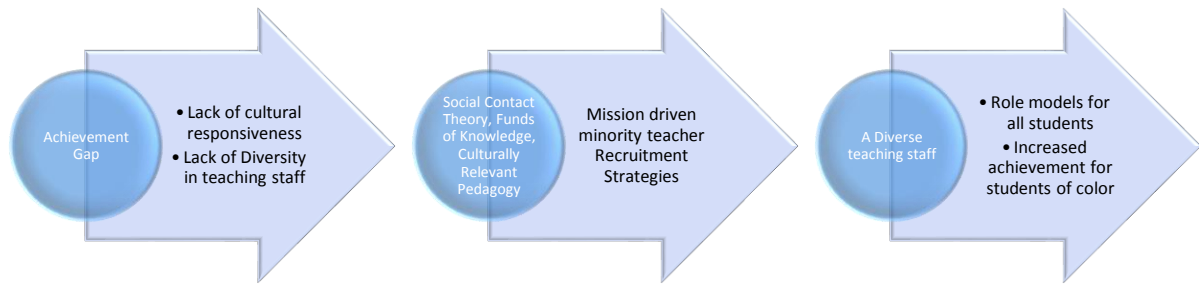 Achievement
Gap
• Lack of cultural
responsiveness
• Lack of Diversity
in teaching staff
Social Contact
Theory, Funds
of Knowledge,
Culturally
Relevant
Pedagogy
Mission driven
minority teacher
Recruitment
Strategies
A Diverse
teaching staff
• Role models for
all students
• Increased
achievement for
students of color